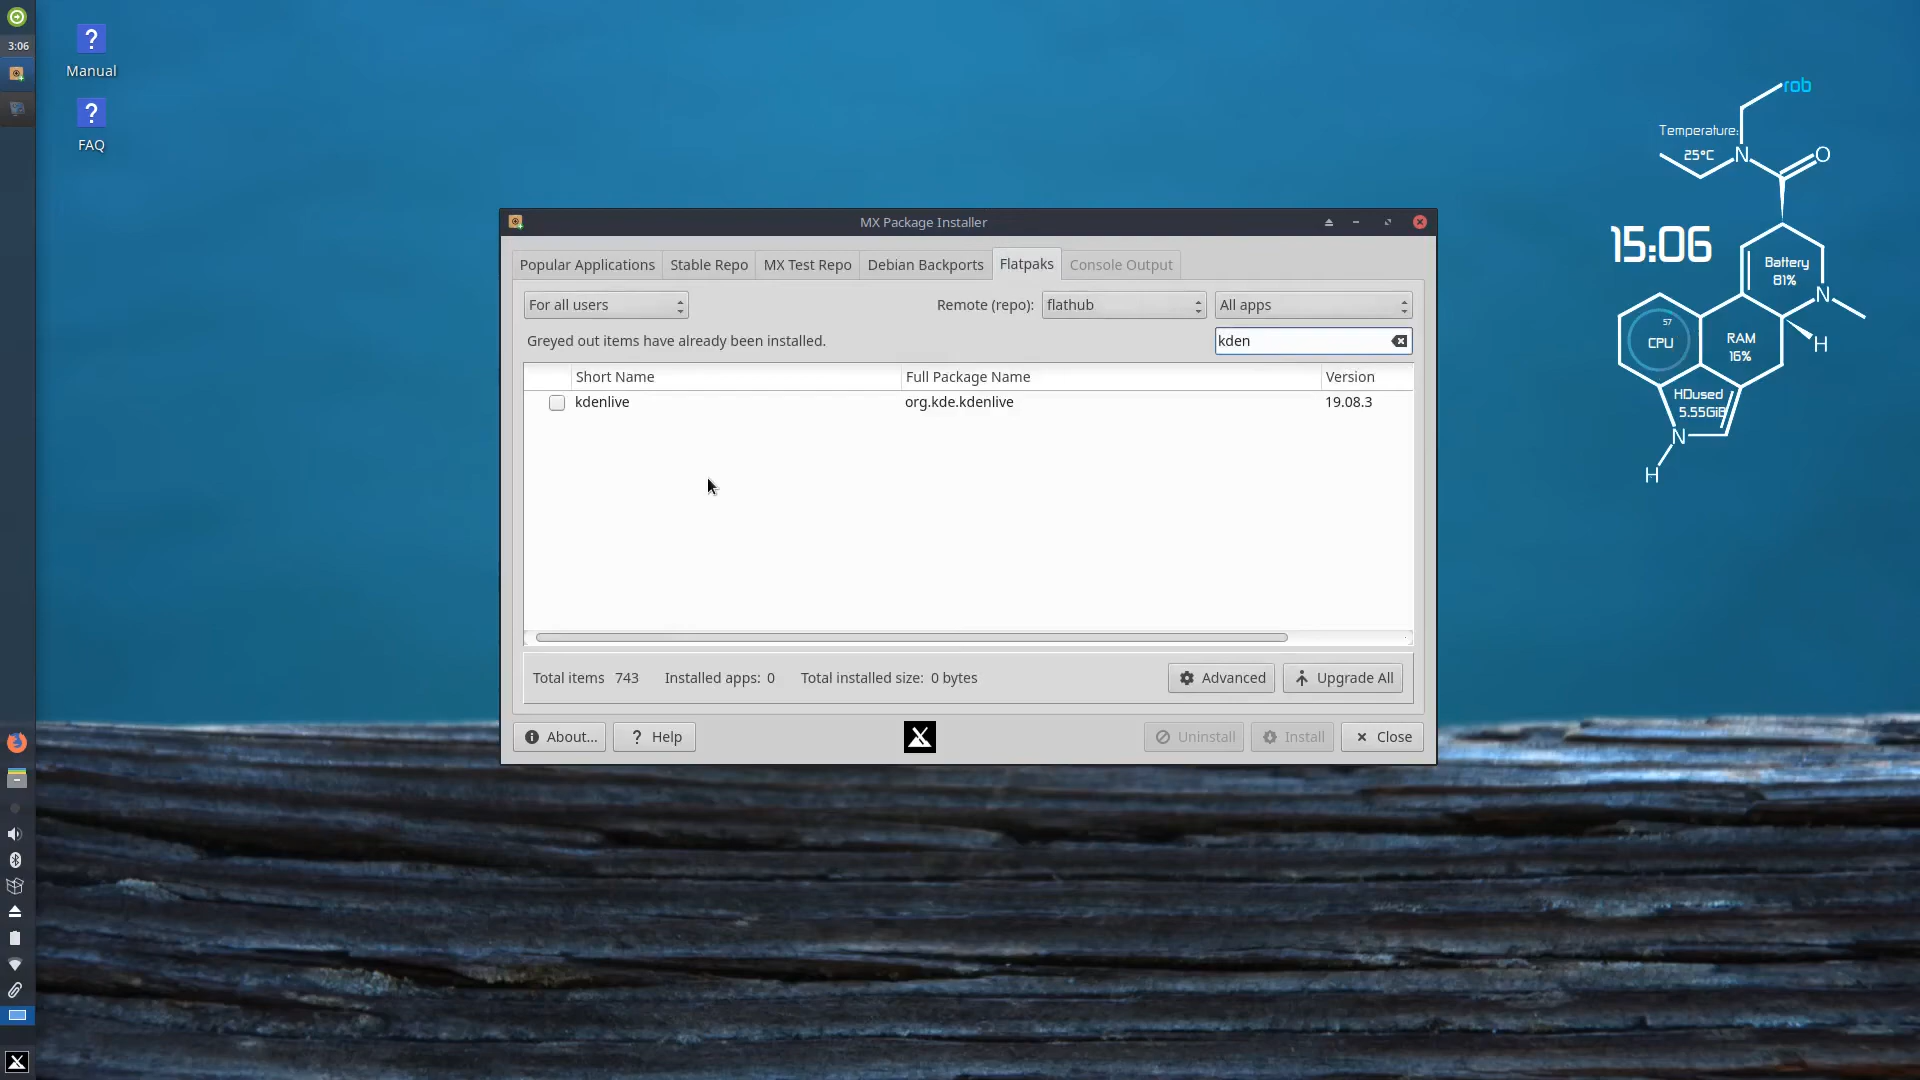 3:06
Manual
FAQ
rob
Temperature:
25°C
N
O
15:06
Battery
81%
N
57
CPU
RAM
16%
H
HDused
5.55GiB
N
H
MX Package Installer
Popular Applications
Stable Repo
MX Test Repo
Debian Backports
Flatpaks
Console Output
For all users
Remote (repo):
flathub
All apps
Greyed out items have already been installed.
kden
Short Name
Full Package Name
Version
kdenlive
org.kde.kdenlive
19.08.3
Total items 743
Installed apps: 0
Total installed size: 0 bytes
Advanced
Upgrade All
About...
? Help
Uninstall
Install
Close